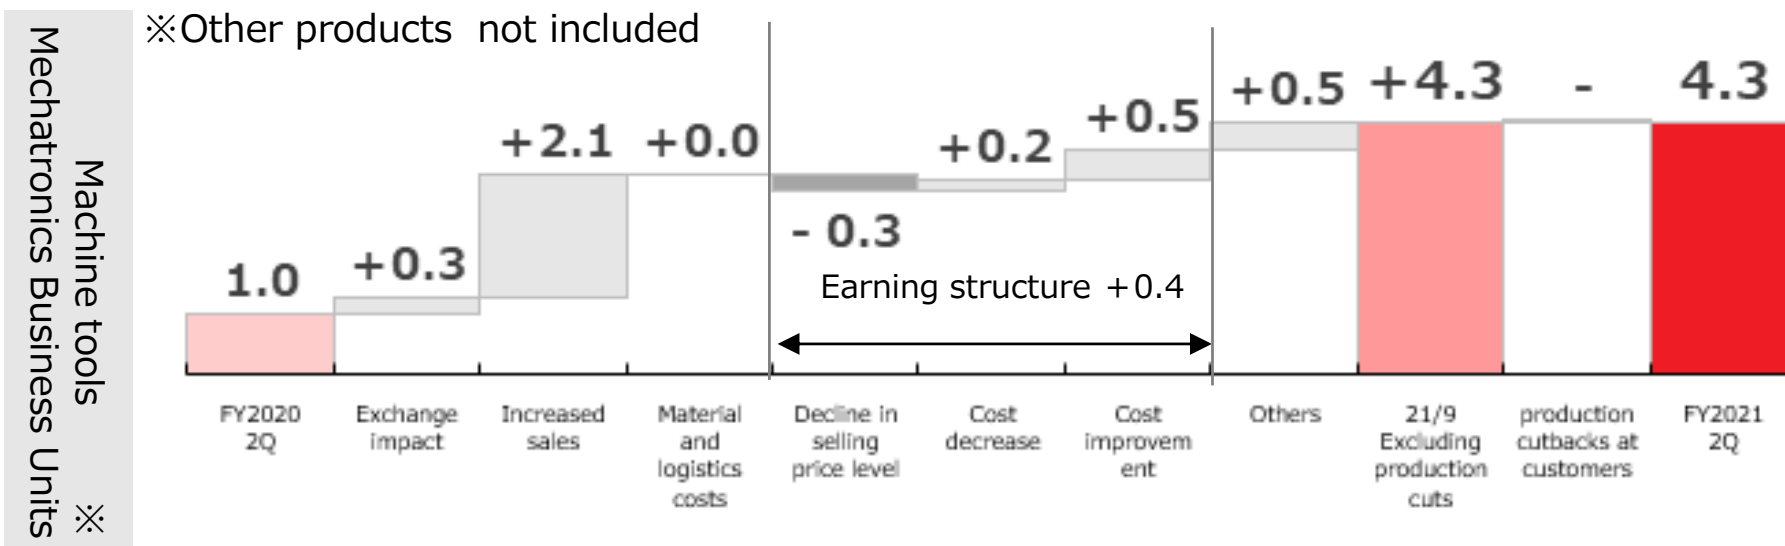 ※Other products not included
Machine tools ※
Mechatronics Business Units
1.0
+0.3
+2.1
+0.0
- 0.3
+0.2
+0.5
+0.5
+4.3
-
4.3
Earning structure +0.4
FY2020
2Q
Exchange
impact
Increased
sales
Material
and
logistics
costs
Decline in
selling
price level
Cost
decrease
Cost
improvem
ent
Others
21/9
Excluding
production
cuts
production
cutbacks at
customers
FY2021
2Q